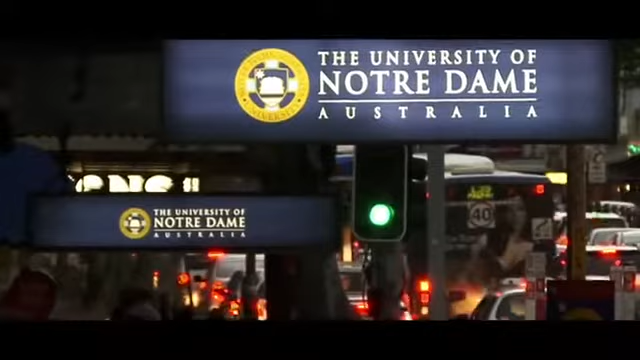 THE UNIVERSITY OF
NOTRE DAME
AUSTRALIA
THE UNIVERSITY OF
NOTRE DAME
AUSTRALIA
40